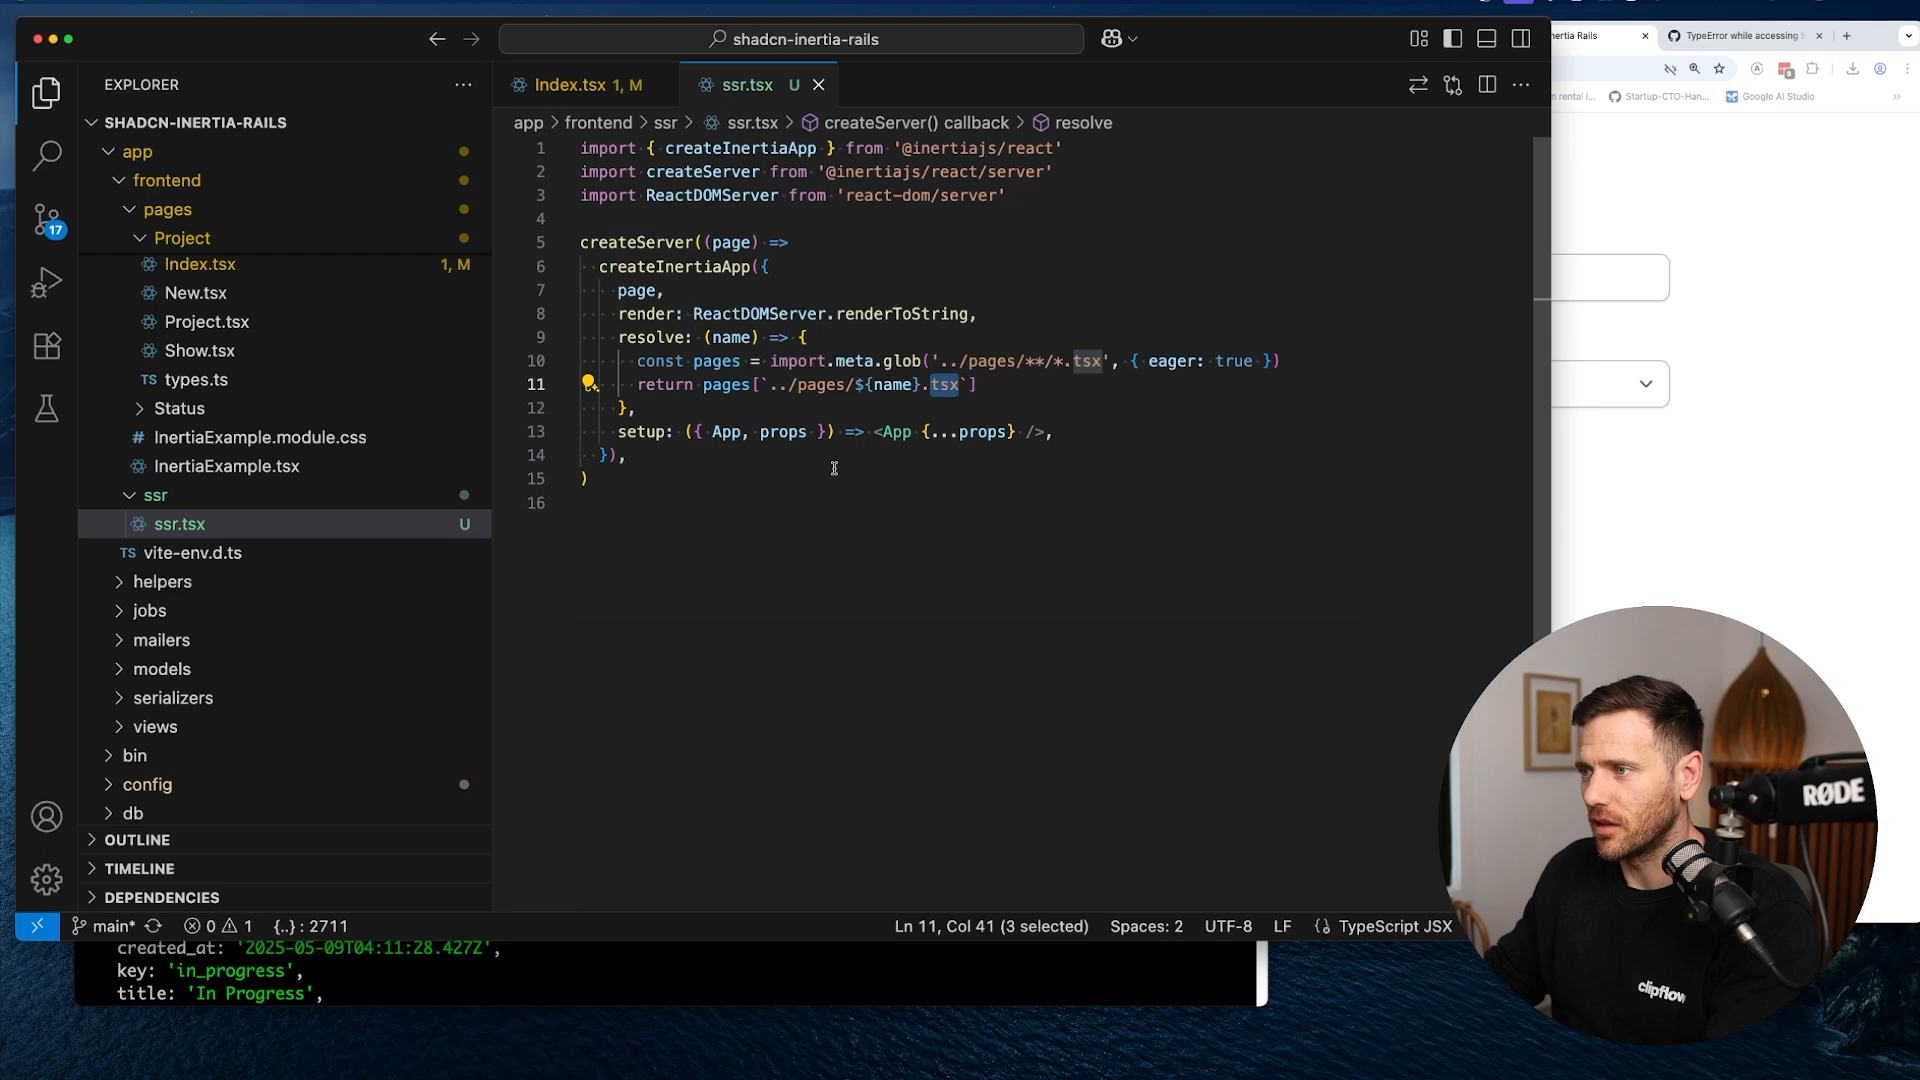 shadcn-inertia-rails
nertia Rails
TypeError while accessing
EXPLORER
Index.tsx 1, M
ssr.tsx U
n rental i...
Startup-CTO-Han...
Google AI Studio
SHADCN-INERTIA-RAILS
app > frontend > ssr > ssr.tsx > createServer() callback > resolve
app
frontend
pages
Project
Index.tsx 1, M
New.tsx
Project.tsx
Show.tsx
TS types.ts
Status
# InertiaExample.module.css
InertiaExample.tsx
ssr
ssr.tsx U
TS vite-env.d.ts
helpers
jobs
mailers
models
serializers
views
bin
config
db
OUTLINE
TIMELINE
DEPENDENCIES
17
1 import { createInertiaApp } from '@inertiajs/react'
2 import createServer from '@inertiajs/react/server'
3 import ReactDOMServer from 'react-dom/server'
4
5 createServer((page) =>
6 createInertiaApp({
7 page,
8 render: ReactDOMServer.renderToString,
9 resolve: (name) => {
10 const pages = import.meta.glob('../pages/**/*.tsx', { eager: true })
11 return pages[`../pages/${name}.tsx`]
12 },
13 setup: ({ App, props }) => <App {...props} />,
14 }),
15 )
16
main* 0 1 {..} : 2711
Ln 11, Col 41 (3 selected) Spaces: 2 UTF-8 LF {} TypeScript JSX
created_at: '2025-05-09T04:11:28.427Z',
key: 'in_progress',
title: 'In Progress',
RØDE
clipflow